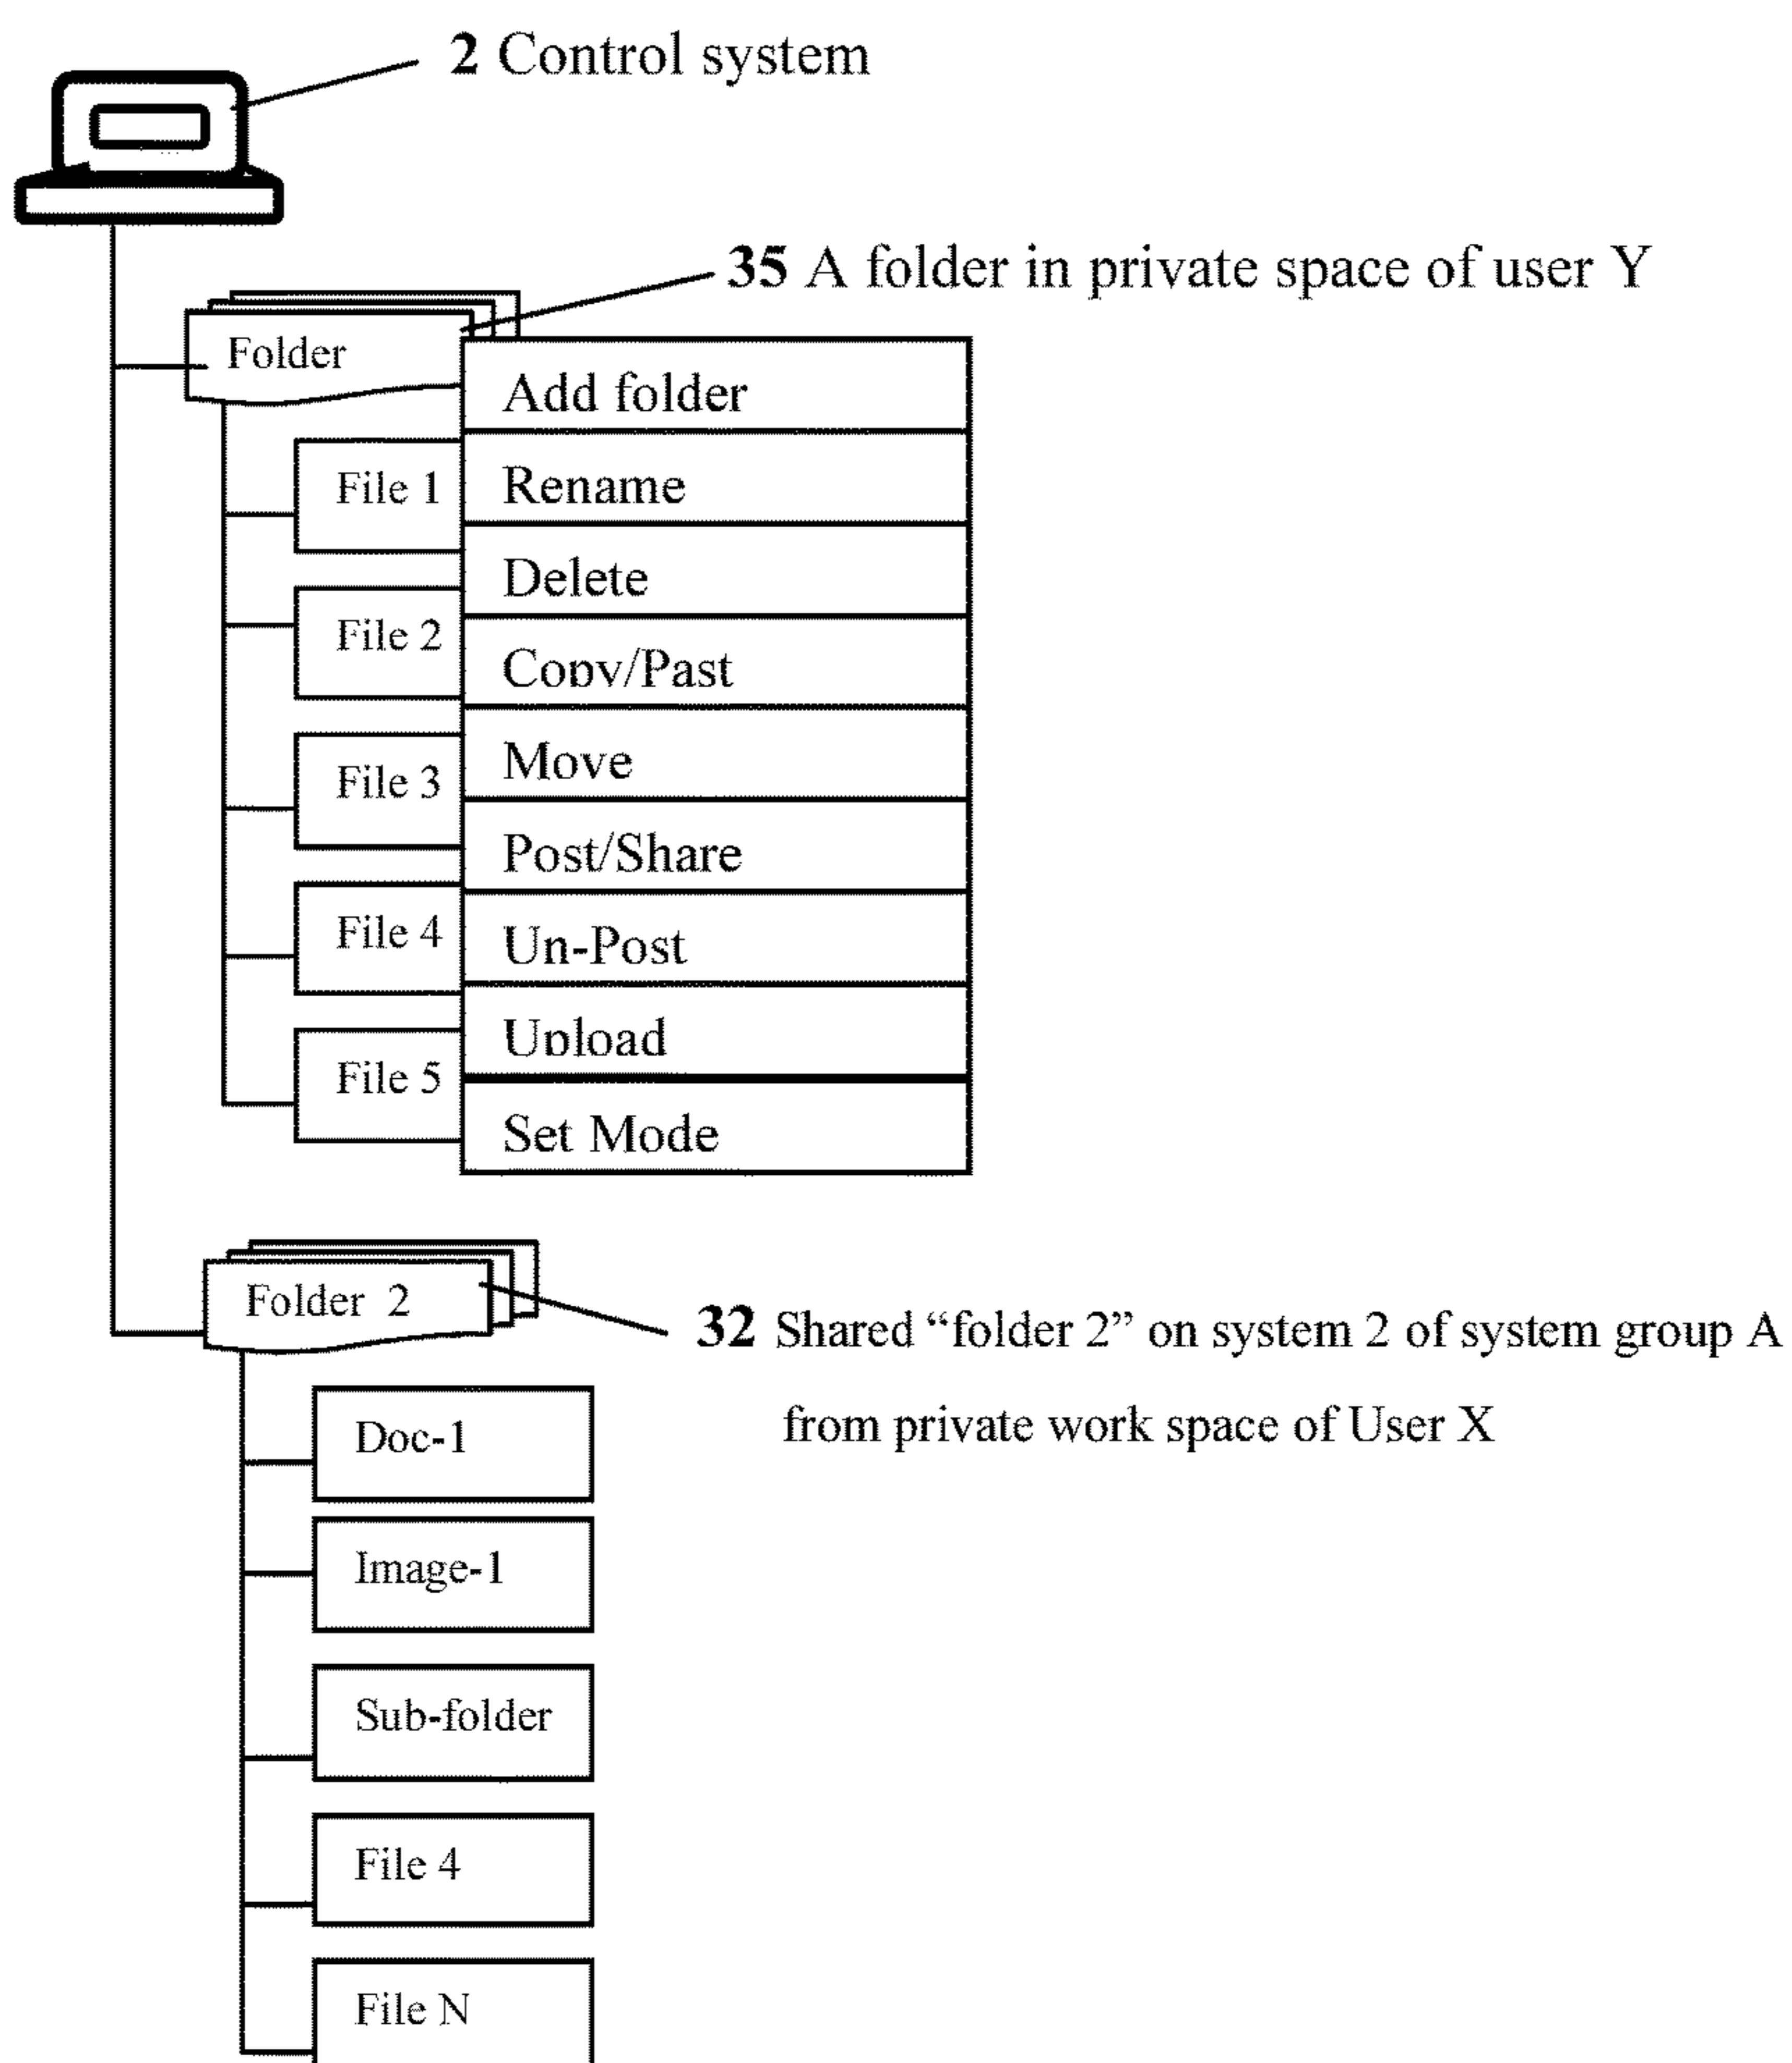 2 Control system
35 A folder in private space of user Y
Folder
Add folder
File 1
Rename
Delete
File 2
Copy/Past
File 3
Move
Post/Share
File 4
Un-Post
Upload
File 5
Set Mode
Folder 2
32 Shared “folder 2” on system 2 of system group A
from private work space of User X
Doc-1
Image-1
Sub-folder
File 4
File N